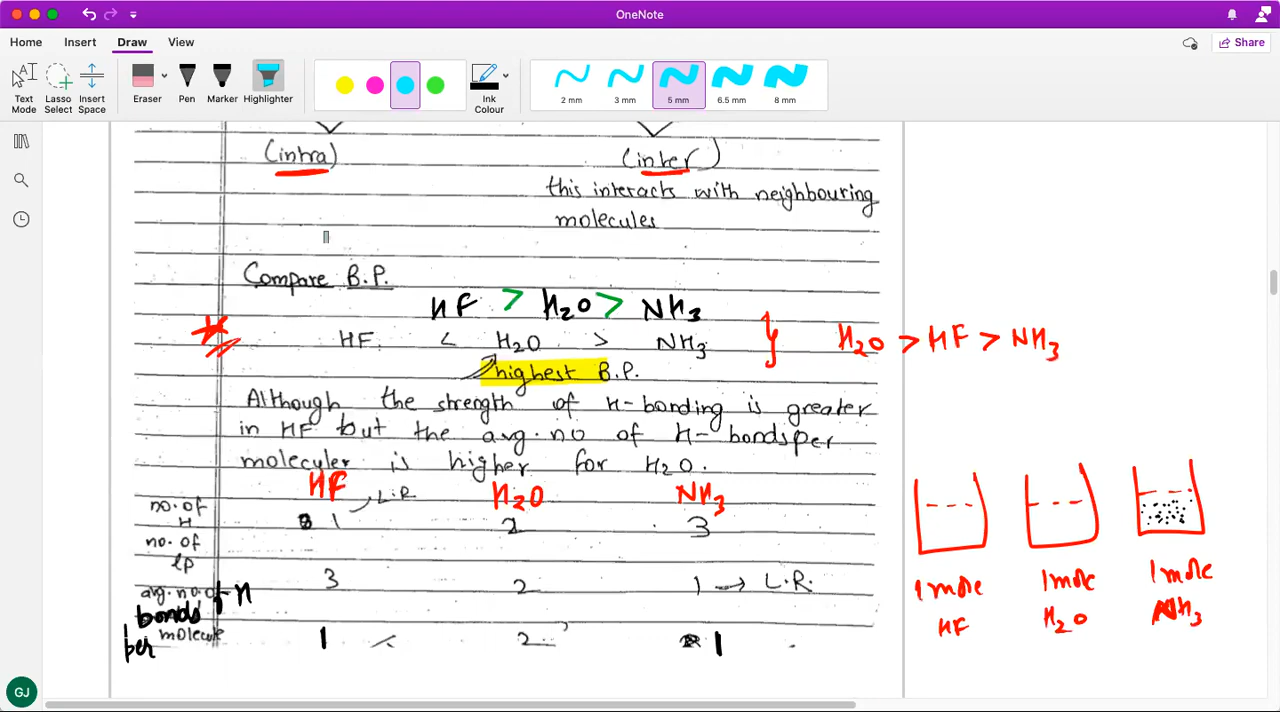 OneNote
Home Insert Draw View
Share
Text Mode
Lasso Select
Insert Space
Eraser
Pen
Marker
Highlighter
Ink Colour
2 mm
3 mm
5 mm
6.5 mm
8 mm
(intra) (inter)
this interacts with neighbouring
molecules
Compare B.P.
HF > H2O > NH3
HF < H2O > NH3
H2O > HF > NH3
highest B.P.
Although the strength of H-bonding is greater
in HF but the avg. no of H-bondsper
moleculer is higher for H2O.
HF H2O NH3
L.R
no. of H 1 2 3
no. of lp 3 2 1 → L.R.
avg. no. of H
bonds
per molecule 1 < 2 1
1 mole HF
1 mole H2O
1 mole NH3
GJ